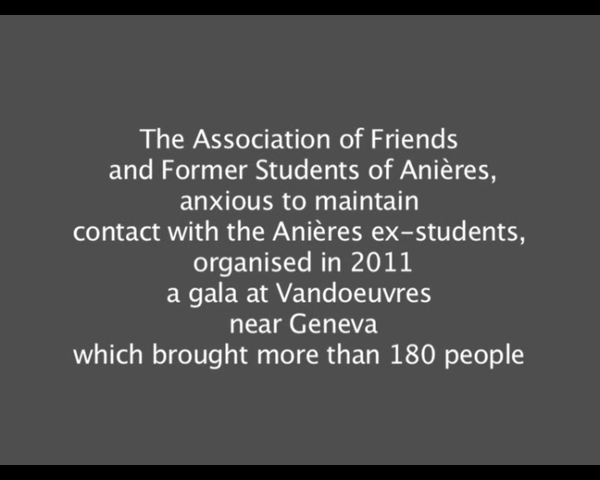 The Association of Friends
and Former Students of Anières,
anxious to maintain
contact with the Anières ex-students,
organised in 2011
a gala at Vandoeuvres
near Geneva
which brought more than 180 people